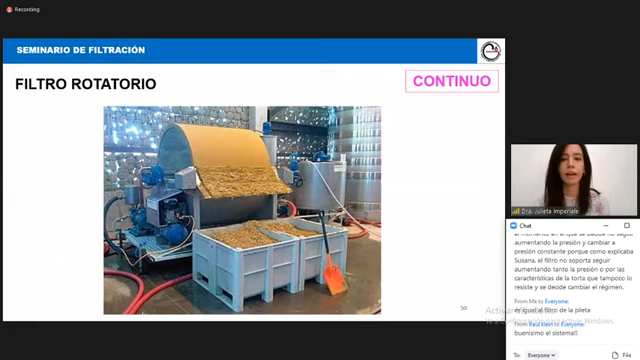 Recording
SEMINARIO DE FILTRACIÓN
FILTRO ROTATORIO
CONTINUO
50
Dra. Julieta Imperiale
Chat
el momento en el que se decide no seguir
aumentando la presión y cambiar a
presión constante porque como explicaba
Susana, el filtro no soporta seguir
aumentando tanto la presión o por las
características de la torta que tampoco lo
resiste y se decide cambiar el régimen.
From Me to Everyone:
es igual al filtro de la pileta
From Raul Klein to Everyone:
buenisimo el sistema!!
To: Everyone
File
Activar Windows